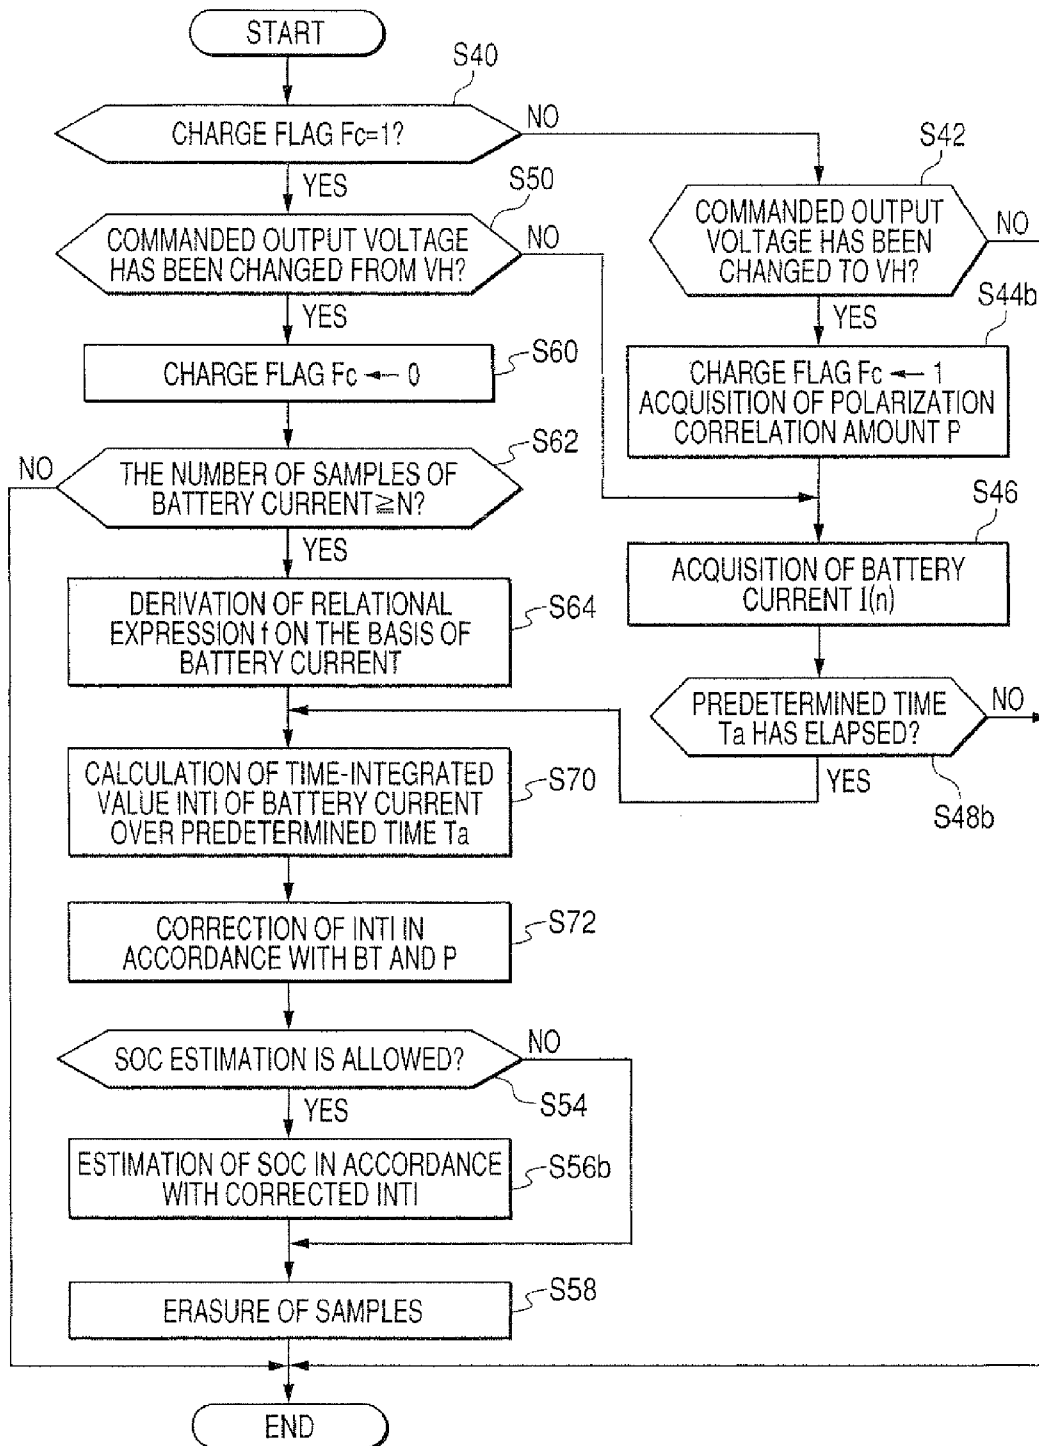 START
S40
CHARGE FLAG Fc=1?
NO
S42
YES
S50
COMMANDED OUTPUT VOLTAGE
HAS BEEN CHANGED FROM VH?
NO
COMMANDED OUTPUT
VOLTAGE HAS BEEN
CHANGED TO VH?
NO
YES
S44b
YES
CHARGE FLAG Fc ← 0
S60
CHARGE FLAG Fc ← 1
ACQUISITION OF POLARIZATION
CORRELATION AMOUNT P
NO
S62
THE NUMBER OF SAMPLES OF
BATTERY CURRENT≧N?
S46
YES
ACQUISITION OF BATTERY
CURRENT I(n)
DERIVATION OF RELATIONAL
EXPRESSION f ON THE BASIS OF
BATTERY CURRENT
S64
PREDETERMINED TIME
Ta HAS ELAPSED?
NO
YES
S48b
CALCULATION OF TIME-INTEGRATED
VALUE INTI OF BATTERY CURRENT
OVER PREDETERMINED TIME Ta
S70
CORRECTION OF INTI IN
ACCORDANCE WITH BT AND P
S72
SOC ESTIMATION IS ALLOWED?
NO
S54
YES
ESTIMATION OF SOC IN ACCORDANCE
WITH CORRECTED INTI
S56b
ERASURE OF SAMPLES
S58
END